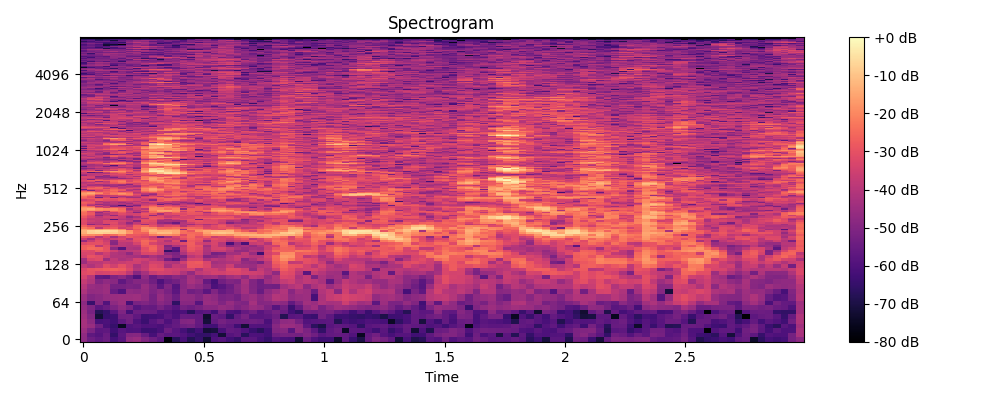 Spectrogram
Hz
4096
2048
1024
512
256
128
64
0
0
0.5
1
1.5
2
2.5
Time
+0 dB
-10 dB
-20 dB
-30 dB
-40 dB
-50 dB
-60 dB
-70 dB
-80 dB